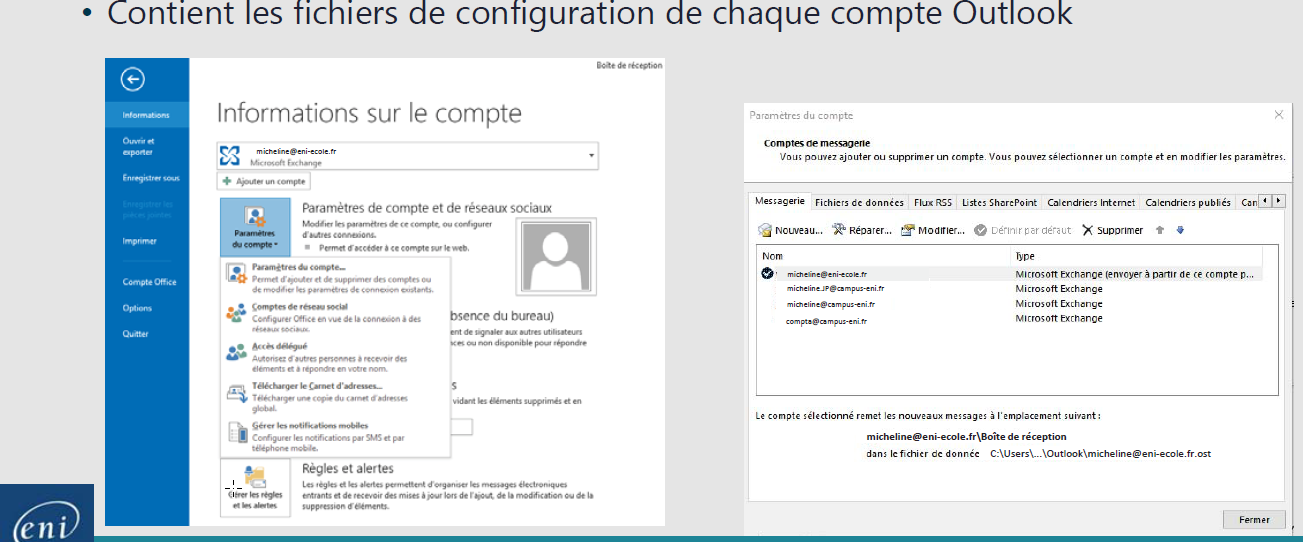 • Contient les fichiers de configuration de chaque compte Outlook
Boîte de réception
Informations
Ouvrir et
exporter
Enregistrer sous
Enregistrer les
pièces jointes
Imprimer
Compte Office
Options
Quitter
Informations sur le compte
micheline@eni-ecole.fr
Microsoft Exchange
Ajouter un compte
Paramètres
du compte
Paramètres de compte et de réseaux sociaux
Modifier les paramètres de ce compte, ou configurer
d'autres connexions.
Permet d'accéder à ce compte sur le web.
Paramètres du compte...
Permet d'ajouter et de supprimer des comptes ou
de modifier les paramètres de connexion existants.
Comptes de réseau social
Configurer Office en vue de la connexion à des
réseaux sociaux.
Accès délégué
Autorisez d'autres personnes à recevoir des
éléments et à répondre en votre nom.
Télécharger le Carnet d'adresses...
Télécharger une copie du carnet d'adresses
global.
Gérer les notifications mobiles
Configurer les notifications par SMS et par
téléphone mobile.
bsence du bureau)
ent de signaler aux autres utilisateurs
nces ou non disponible pour répondre
S
vidant les éléments supprimés et en
Gérer les règles
et les alertes
Règles et alertes
Les règles et les alertes permettent d'organiser les messages électroniques
entrants et de recevoir des mises à jour lors de l'ajout, de la modification ou de la
suppression d'éléments.
Paramètres du compte
Comptes de messagerie
Vous pouvez ajouter ou supprimer un compte. Vous pouvez sélectionner un compte et en modifier les paramètres.
Messagerie Fichiers de données Flux RSS Listes SharePoint Calendriers Internet Calendriers publiés Can
Nouveau... Réparer... Modifier... Définir par défaut Supprimer
Nom Type
micheline@eni-ecole.fr Microsoft Exchange (envoyer à partir de ce compte p...
micheline.JP@campus-eni.fr Microsoft Exchange
micheline@campus-eni.fr Microsoft Exchange
compta@campus-eni.fr Microsoft Exchange
Le compte sélectionné remet les nouveaux messages à l'emplacement suivant :
micheline@eni-ecole.fr\Boîte de réception
dans le fichier de donnée C:\Users\...\Outlook\micheline@eni-ecole.fr.ost
Fermer
eni